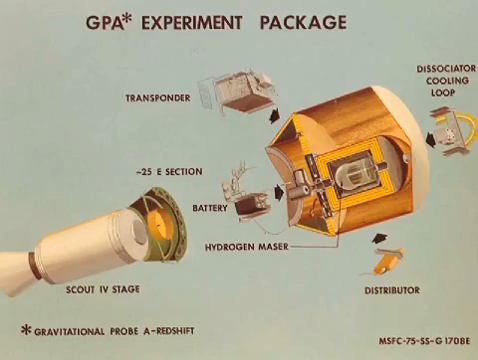 GPA* EXPERIMENT PACKAGE
DISSOCIATOR
COOLING
LOOP
TRANSPONDER
-25 E SECTION
BATTERY
HYDROGEN MASER
SCOUT IV STAGE
DISTRIBUTOR
* GRAVITATIONAL PROBE A-REDSHIFT
MSFC-75-SS-G 1708E